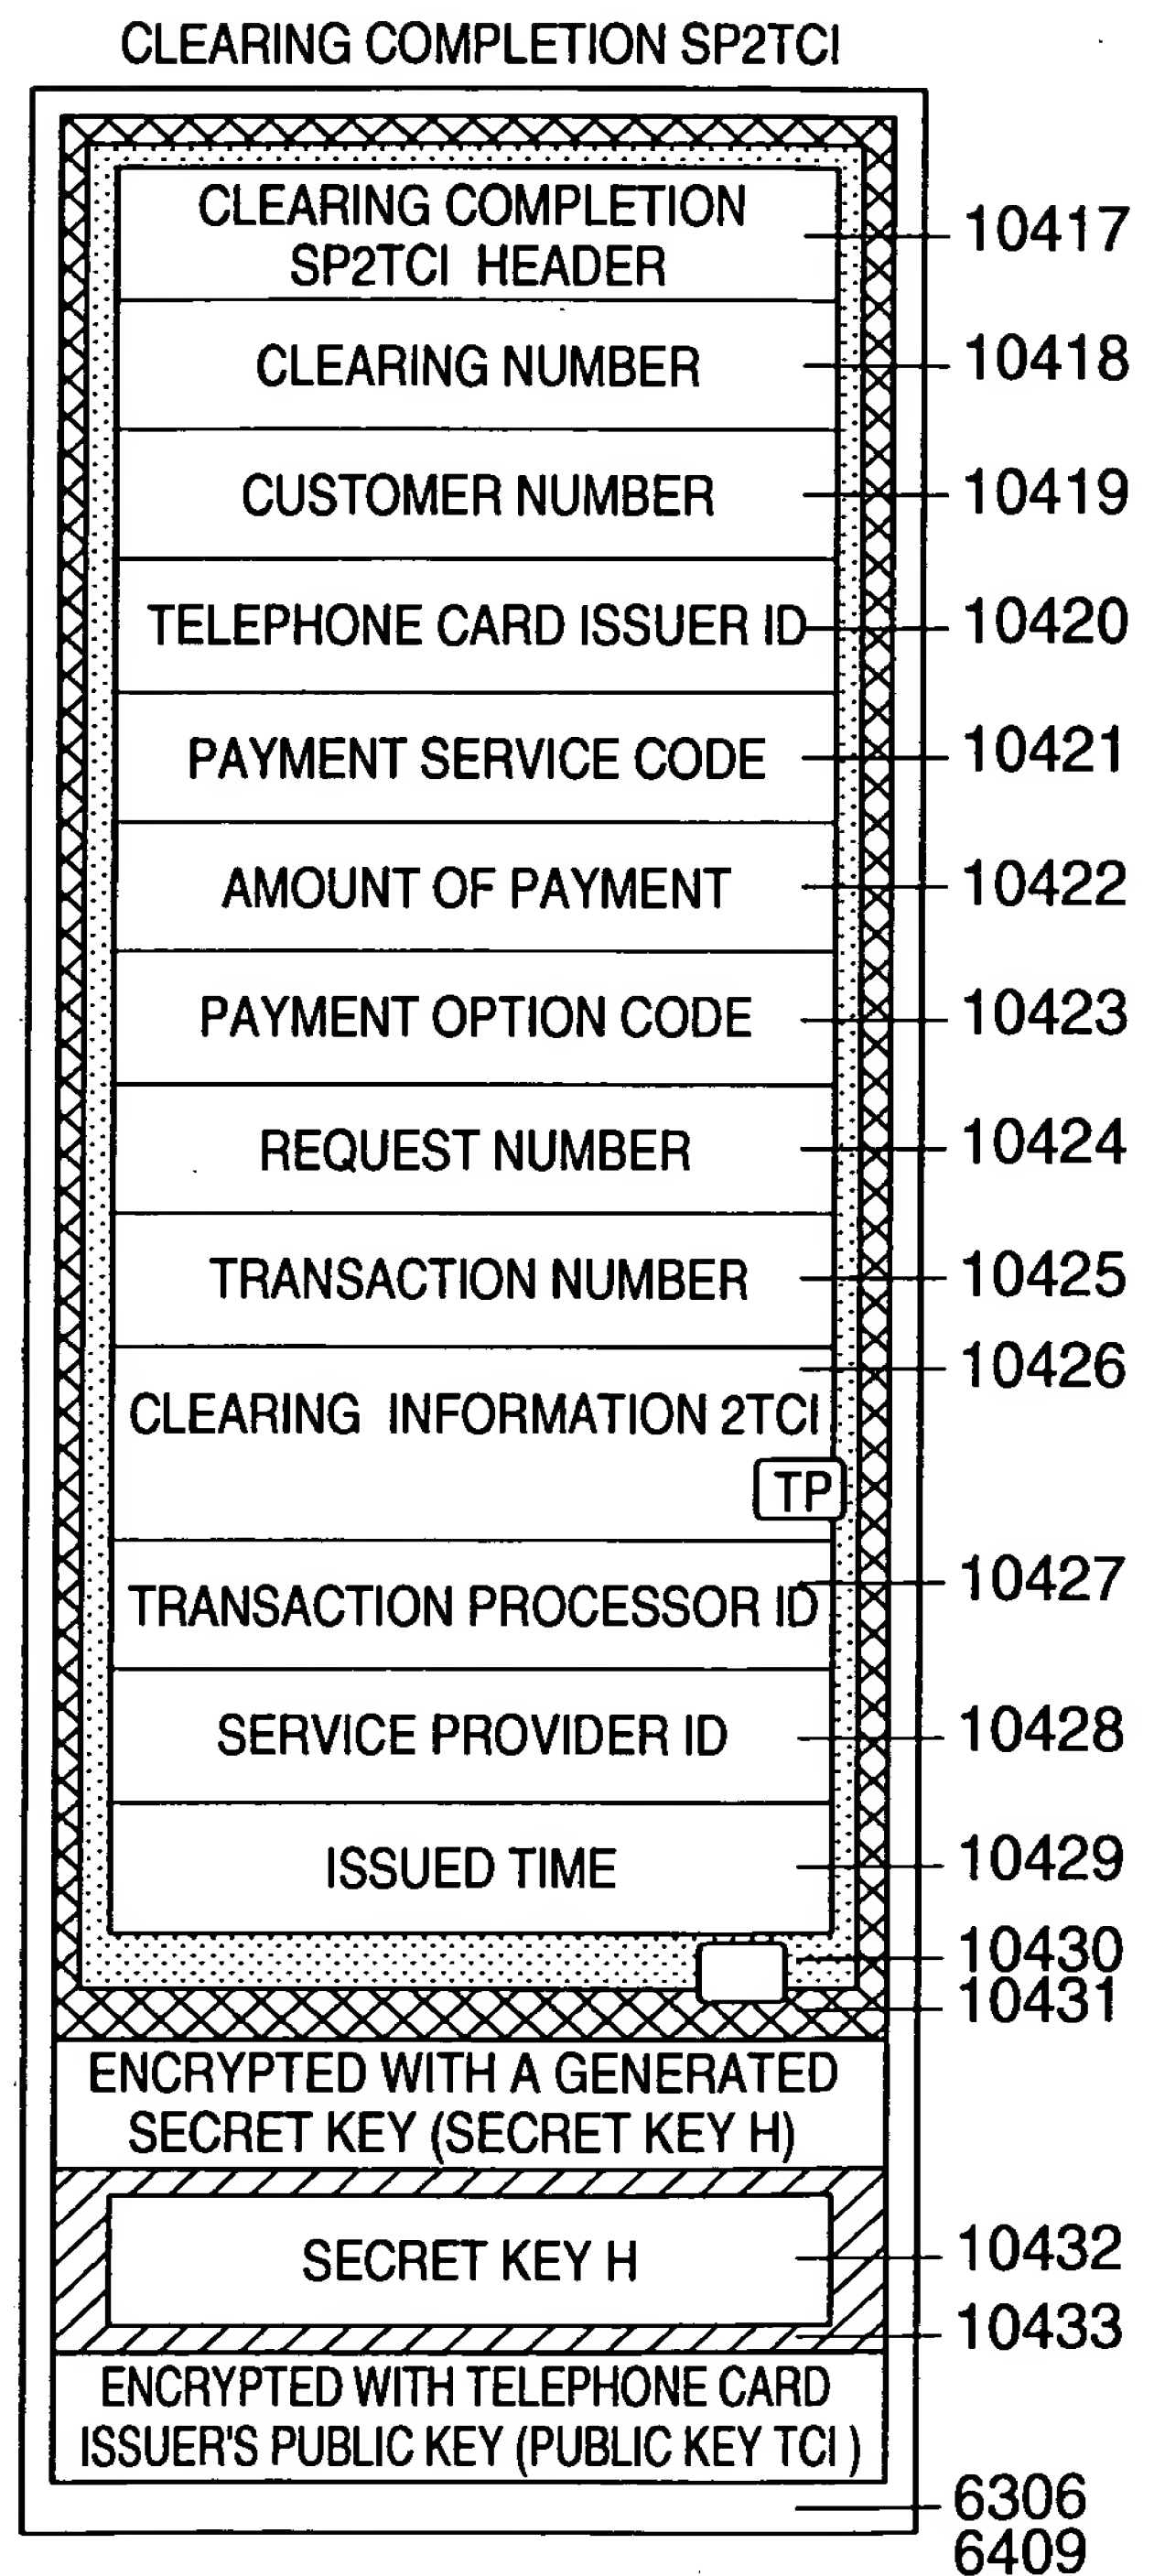 CLEARING COMPLETION SP2TCI
CLEARING COMPLETION
SP2TCI HEADER
10417
CLEARING NUMBER
10418
CUSTOMER NUMBER
10419
TELEPHONE CARD ISSUER ID
10420
PAYMENT SERVICE CODE
10421
AMOUNT OF PAYMENT
10422
PAYMENT OPTION CODE
10423
REQUEST NUMBER
10424
TRANSACTION NUMBER
10425
10426
CLEARING INFORMATION 2TCI
TP
10427
TRANSACTION PROCESSOR ID
SERVICE PROVIDER ID
10428
ISSUED TIME
10429
10430
10431
ENCRYPTED WITH A GENERATED
SECRET KEY (SECRET KEY H)
SECRET KEY H
10432
10433
ENCRYPTED WITH TELEPHONE CARD
ISSUER'S PUBLIC KEY (PUBLIC KEY TCI )
6306
6409